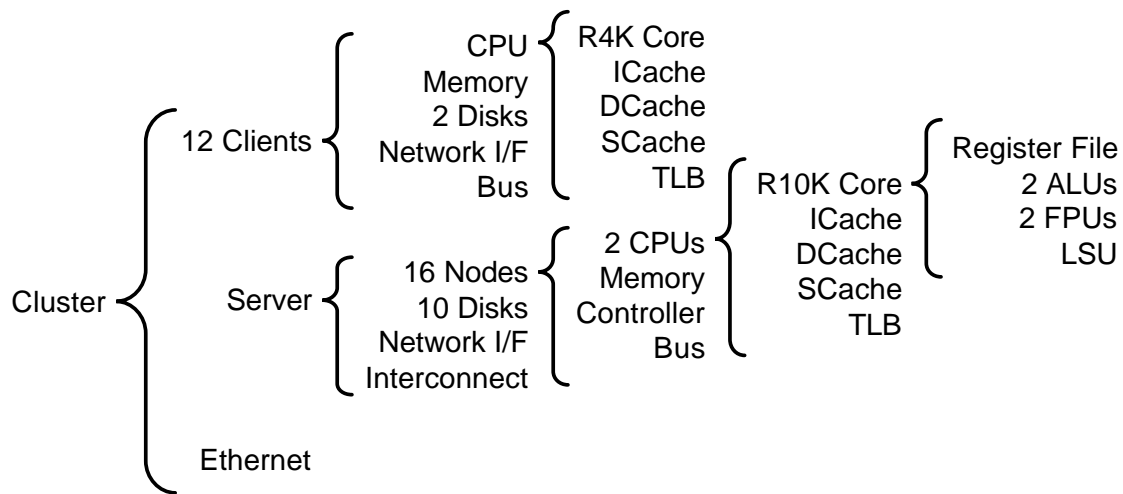 Cluster
12 Clients
Server
Ethernet
CPU
Memory
2 Disks
Network I/F
Bus
16 Nodes
10 Disks
Network I/F
Interconnect
R4K Core
ICache
DCache
SCache
TLB
2 CPUs
Memory
Controller
Bus
R10K Core
ICache
DCache
SCache
TLB
Register File
2 ALUs
2 FPUs
LSU